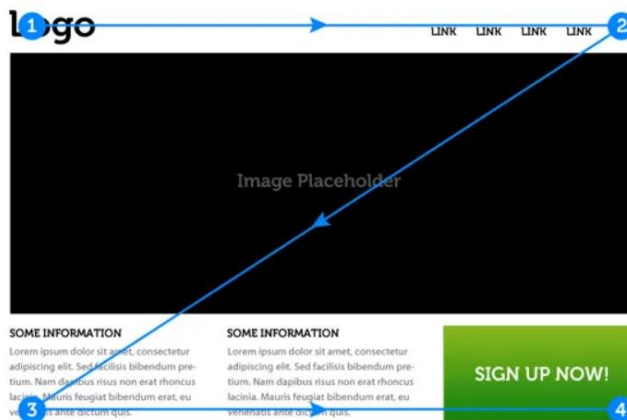 1
Logo
2
LINK LINK LINK LINK
Image Placeholder
SOME INFORMATION
Lorem ipsum dolor sit amet, consectetur
adipiscing elit. Sed facilisis bibendum pre-
tium. Nam dapibus risus non erat rhoncus
lacinia. Mauris feugiat bibendum erat, eu
venenatis ante dictum quis.
SOME INFORMATION
Lorem ipsum dolor sit amet, consectetur
adipiscing elit. Sed facilisis bibendum pre-
tium. Nam dapibus risus non erat rhoncus
lacinia. Mauris feugiat bibendum erat, eu
venenatis ante dictum quis.
SIGN UP NOW!
3
4